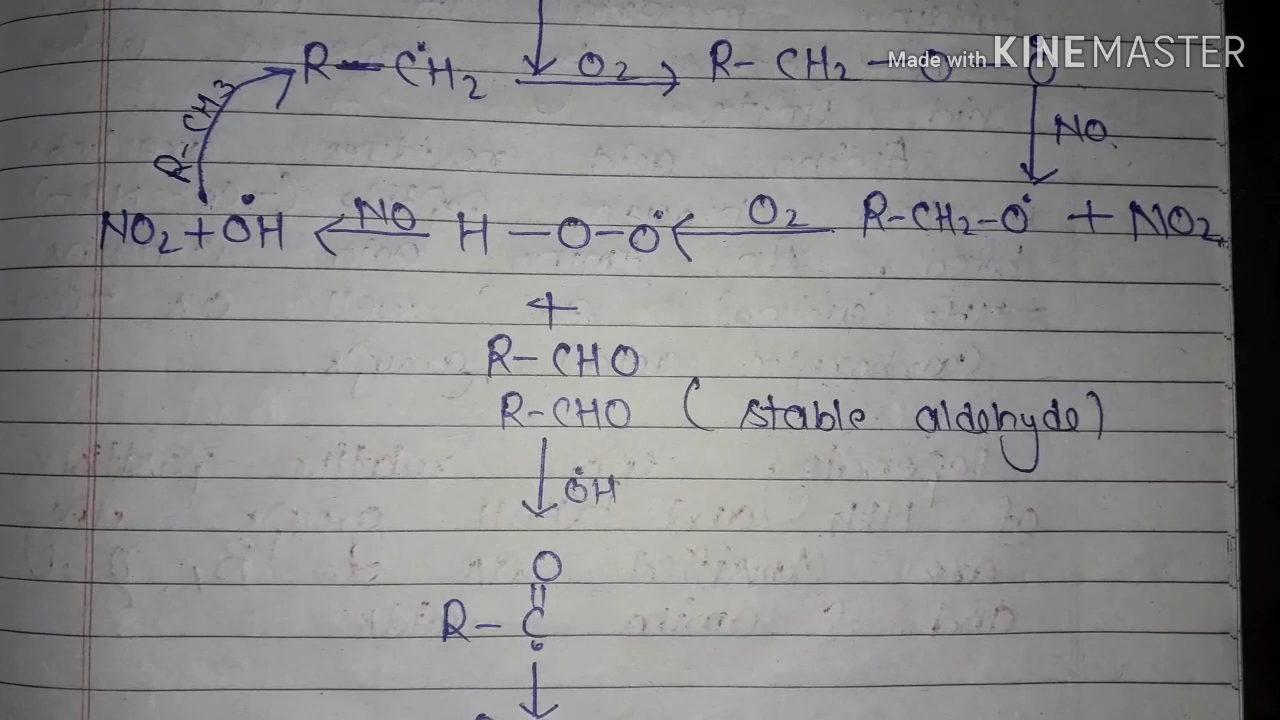 R-ĊH2 O2 → R-CH2-O-Ȯ
Made with KINEMASTER
R-CH3
NO
NO2 + ȮH ← NO H-O-Ȯ ← O2 R-CH2-Ȯ + NO2
+
R-CHO
R-CHO (stable aldehyde)
ȮH
O
R-C